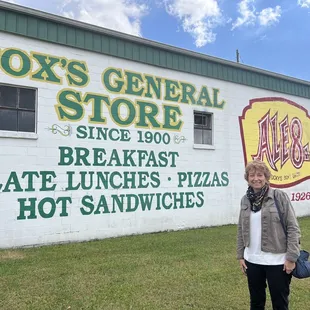 OX'S GENERAL
STORE
SINCE 1900
BREAKFAST
ATE LUNCHES · PIZZAS
HOT SANDWICHES
ALE 8
1926